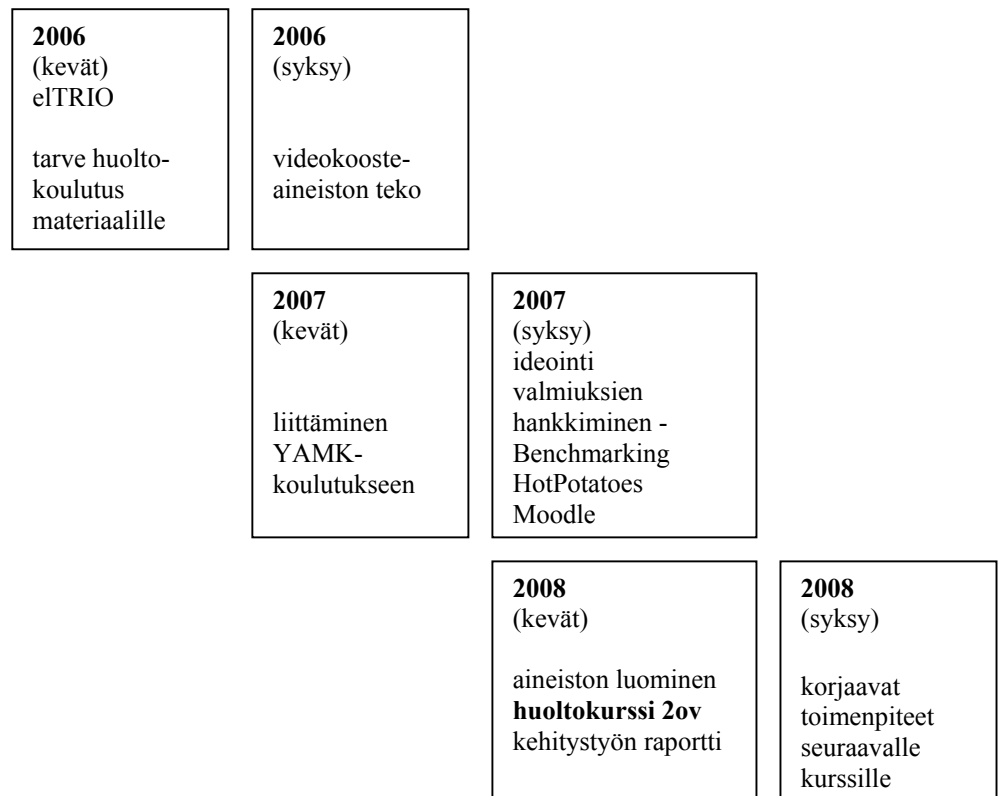 2006
(kevät)
elTRIO
tarve huolto-
koulutus
materiaalille
2006
(syksy)
videokooste-
aineiston teko
2007
(kevät)
liittäminen
YAMK-
koulutukseen
2007
(syksy)
ideointi
valmiuksien
hankkiminen -
Benchmarking
HotPotatoes
Moodle
2008
(kevät)
aineiston luominen
huoltokurssi 2ov
kehitystyön raportti
2008
(syksy)
korjaavat
toimenpiteet
seuraavalle
kurssille